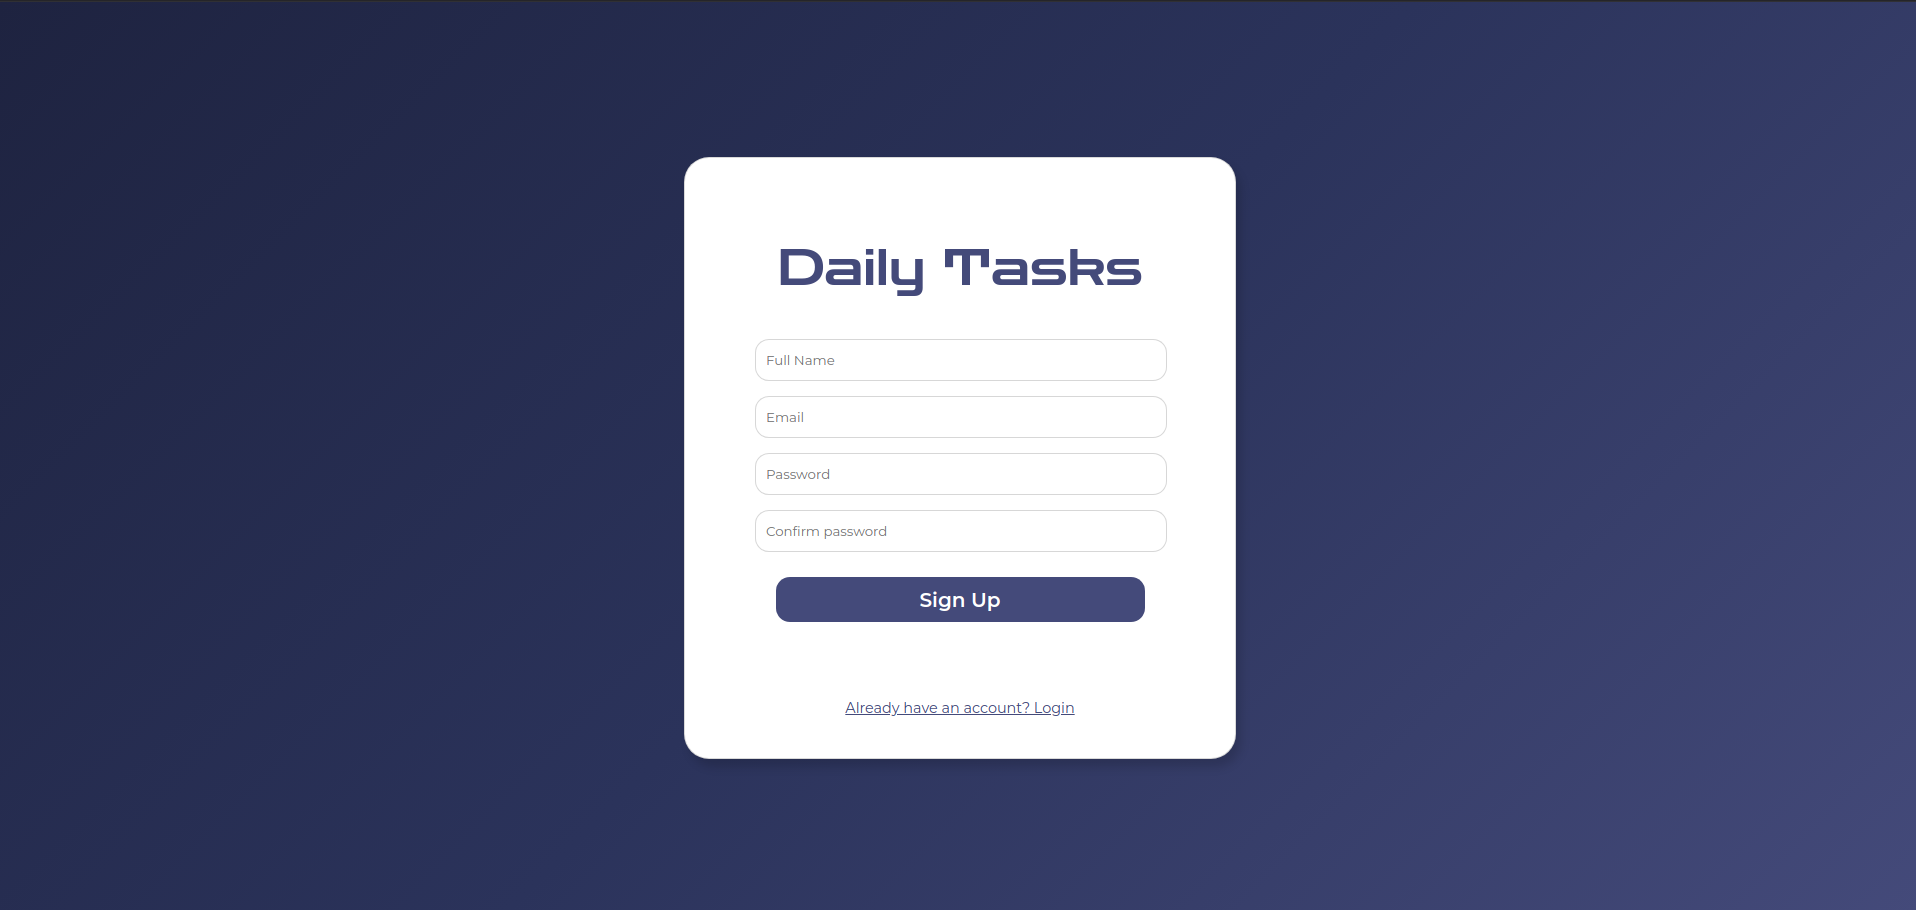 Daily Tasks
Full Name
Email
Password
Confirm password
Sign Up
Already have an account? Login